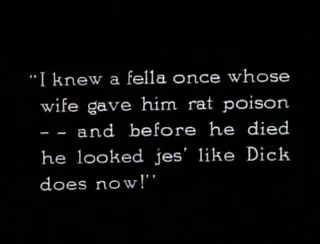 "I knew a fella once whose
wife gave him rat poison
-- and before he died
he looked jes' like Dick
does now!"